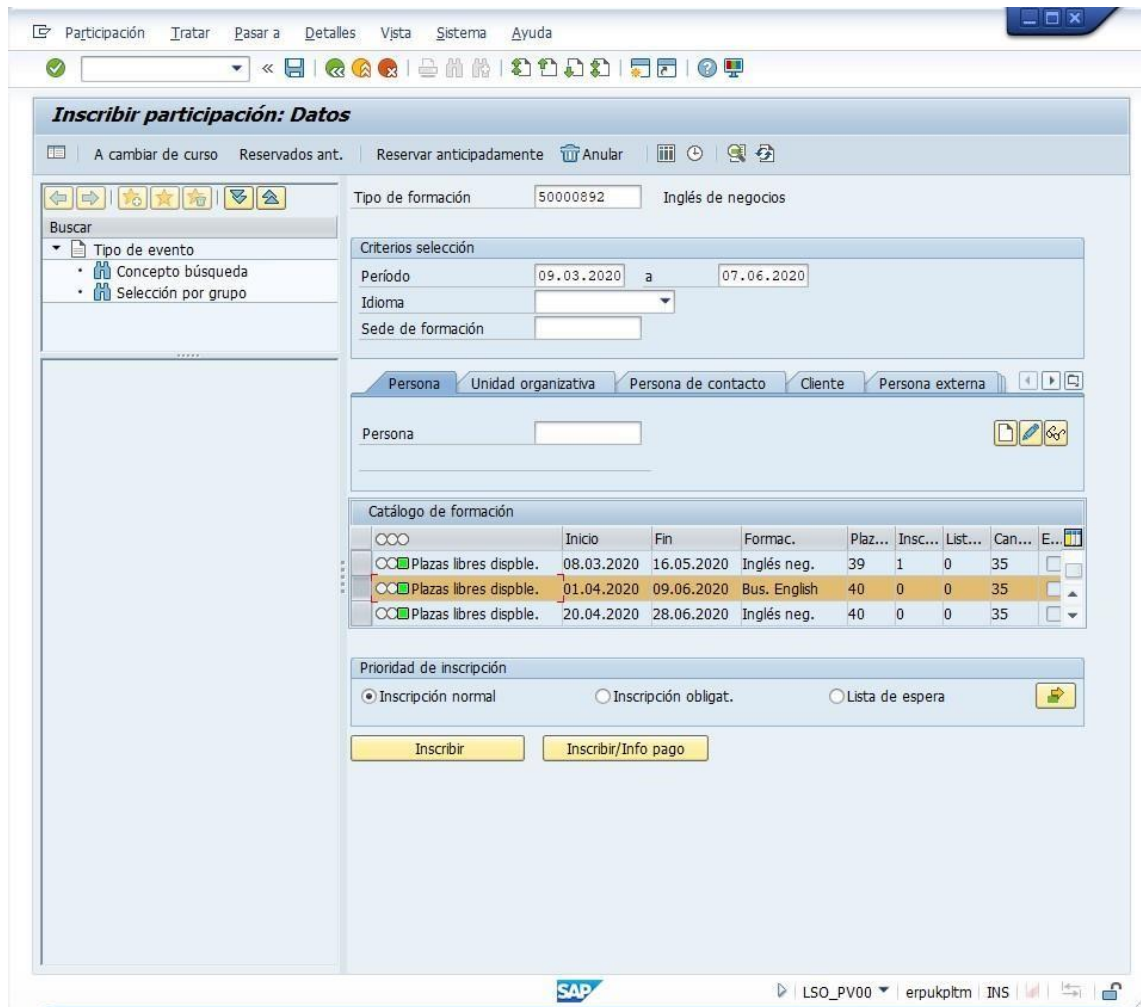 Participación Tratar Pasar a Detalles Vista Sistema Ayuda
Inscribir participación: Datos
A cambiar de curso Reservados ant. Reservar anticipadamente Anular
Tipo de formación 50000892 Inglés de negocios
Buscar
Tipo de evento
Concepto búsqueda
Selección por grupo
Criterios selección
Período 09.03.2020 a 07.06.2020
Idioma
Sede de formación
Persona Unidad organizativa Persona de contacto Cliente Persona externa
Persona
Catálogo de formación
Inicio Fin Formac. Plaz... Insc... List... Can... E...
Plazas libres dispble. 08.03.2020 16.05.2020 Inglés neg. 39 1 0 35
Plazas libres dispble. 01.04.2020 09.06.2020 Bus. English 40 0 0 35
Plazas libres dispble. 20.04.2020 28.06.2020 Inglés neg. 40 0 0 35
Prioridad de inscripción
Inscripción normal Inscripción obligat. Lista de espera
Inscribir Inscribir/Info pago
SAP LSO_PV00 erpukpltm INS